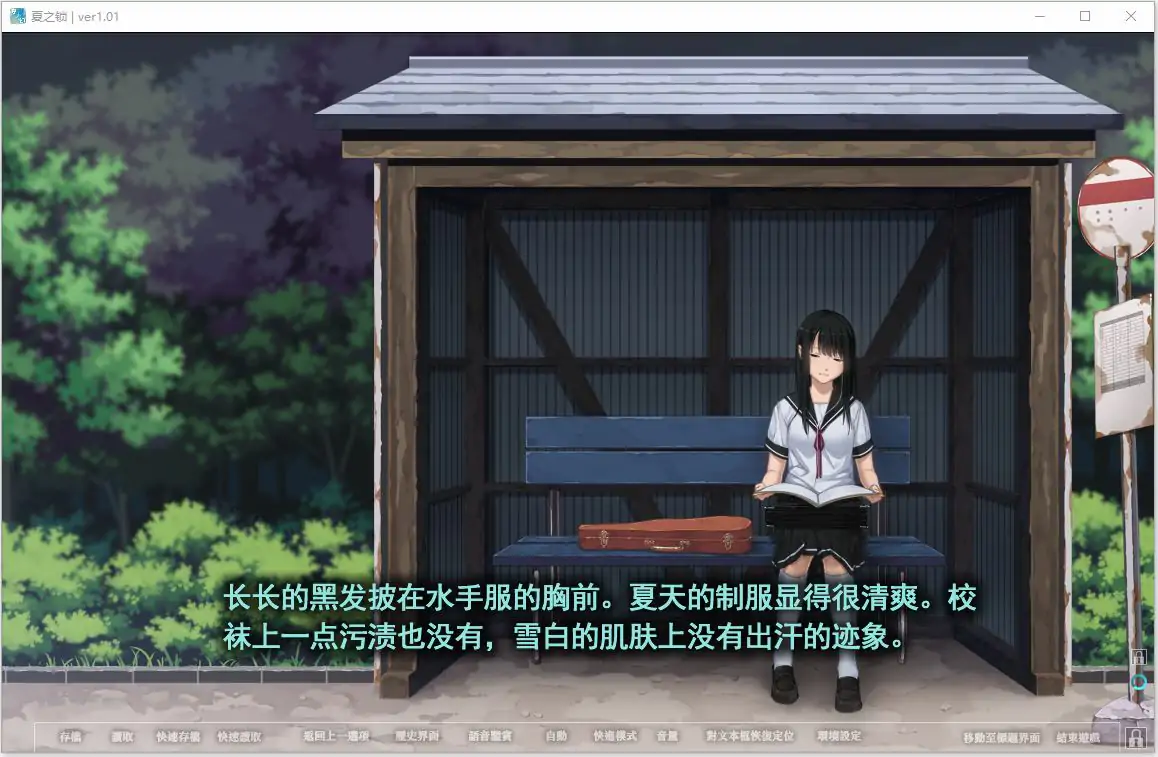 夏之锁 | ver1.01
长长的黑发披在水手服的胸前。夏天的制服显得很清爽。校
袜上一点污渍也没有，雪白的肌肤上没有出汗的迹象。
存檔 讀取 快速存檔 快速讀取 返回上一選項 歷史界面 語音鑒賞 自動 快進模式 音量 對文本框恢復定位 環境設定 移動至標題界面 結束遊戲